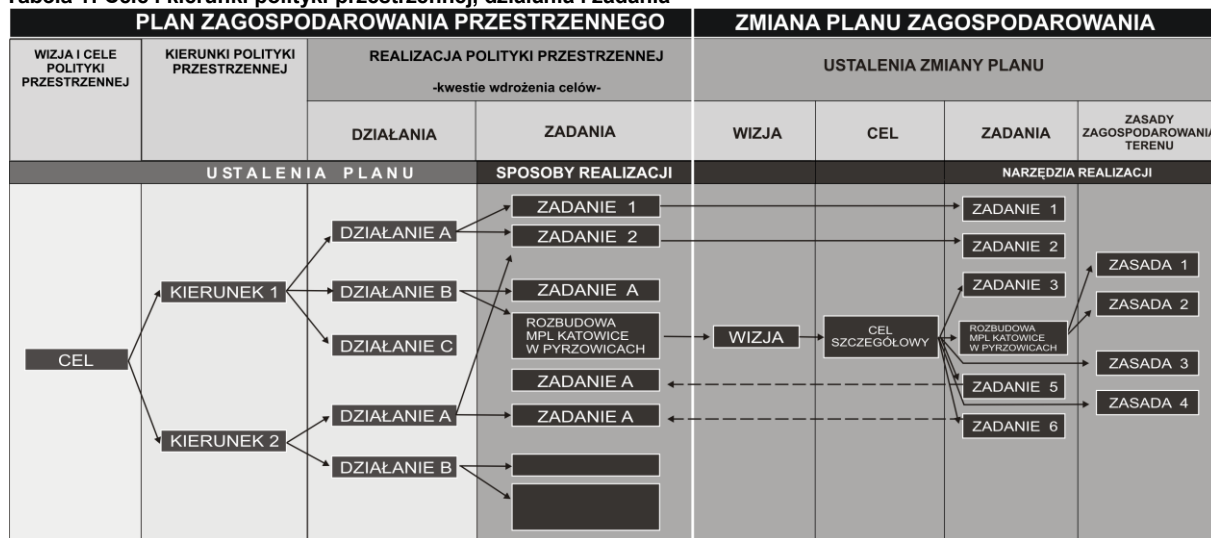 Tabela 1. Cele i kierunki polityki przestrzennej, działania i zadania
PLAN ZAGOSPODAROWANIA PRZESTRZENNEGO
ZMIANA PLANU ZAGOSPODAROWANIA
WIZJA I CELE
POLITYKI
PRZESTRZENNEJ
KIERUNKI POLITYKI
PRZESTRZENNEJ
REALIZACJA POLITYKI PRZESTRZENNEJ
-kwestie wdrożenia celów-
USTALENIA ZMIANY PLANU
DZIAŁANIA
ZADANIA
WIZJA
CEL
ZADANIA
ZASADY
ZAGOSPODAROWANIA
TERENU
USTALENIA PLANU
SPOSOBY REALIZACJI
NARZĘDZIA REALIZACJI
CEL
KIERUNEK 1
KIERUNEK 2
DZIAŁANIE A
DZIAŁANIE B
DZIAŁANIE C
DZIAŁANIE A
DZIAŁANIE B
ZADANIE 1
ZADANIE 2
ZADANIE A
ROZBUDOWA
MPL KATOWICE
W PYRZOWICACH
ZADANIE A
ZADANIE A
WIZJA
CEL
SZCZEGÓŁOWY
ZADANIE 1
ZADANIE 2
ZADANIE 3
ROZBUDOWA
MPL KATOWICE
W PYRZOWICACH
ZADANIE 5
ZADANIE 6
ZASADA 1
ZASADA 2
ZASADA 3
ZASADA 4